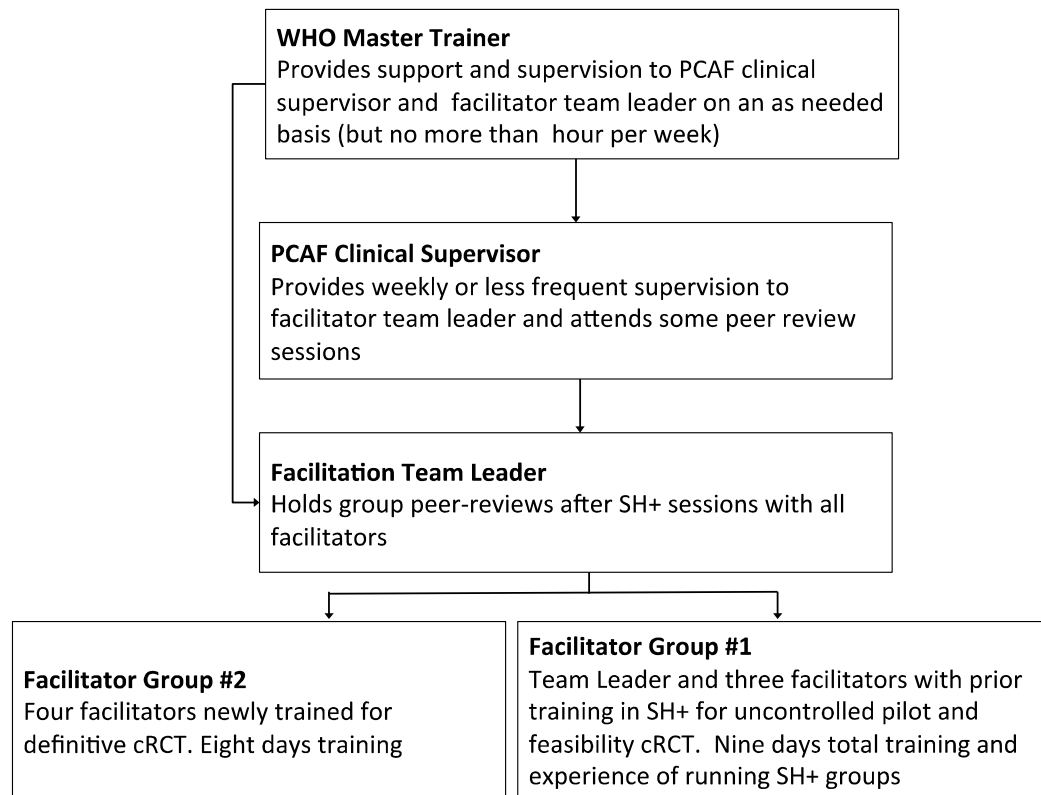 WHO Master Trainer
Provides support and supervision to PCAF clinical
supervisor and facilitator team leader on an as needed
basis (but no more than hour per week)
PCAF Clinical Supervisor
Provides weekly or less frequent supervision to
facilitator team leader and attends some peer review
sessions
Facilitation Team Leader
Holds group peer-reviews after SH+ sessions with all
facilitators
Facilitator Group #2
Four facilitators newly trained for
definitive cRCT. Eight days training
Facilitator Group #1
Team Leader and three facilitators with prior
training in SH+ for uncontrolled pilot and
feasibility cRCT. Nine days total training and
experience of running SH+ groups